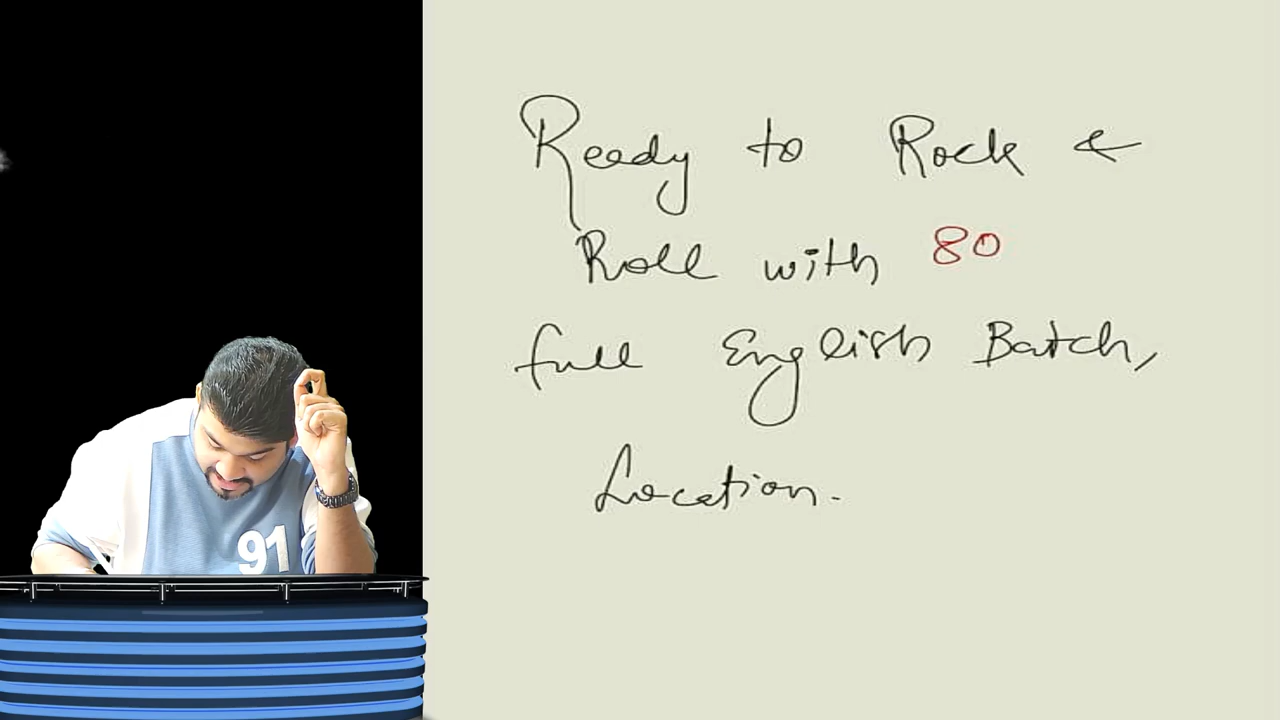 Ready to Rock &
Roll with 80
full English Batch,
Location.
91